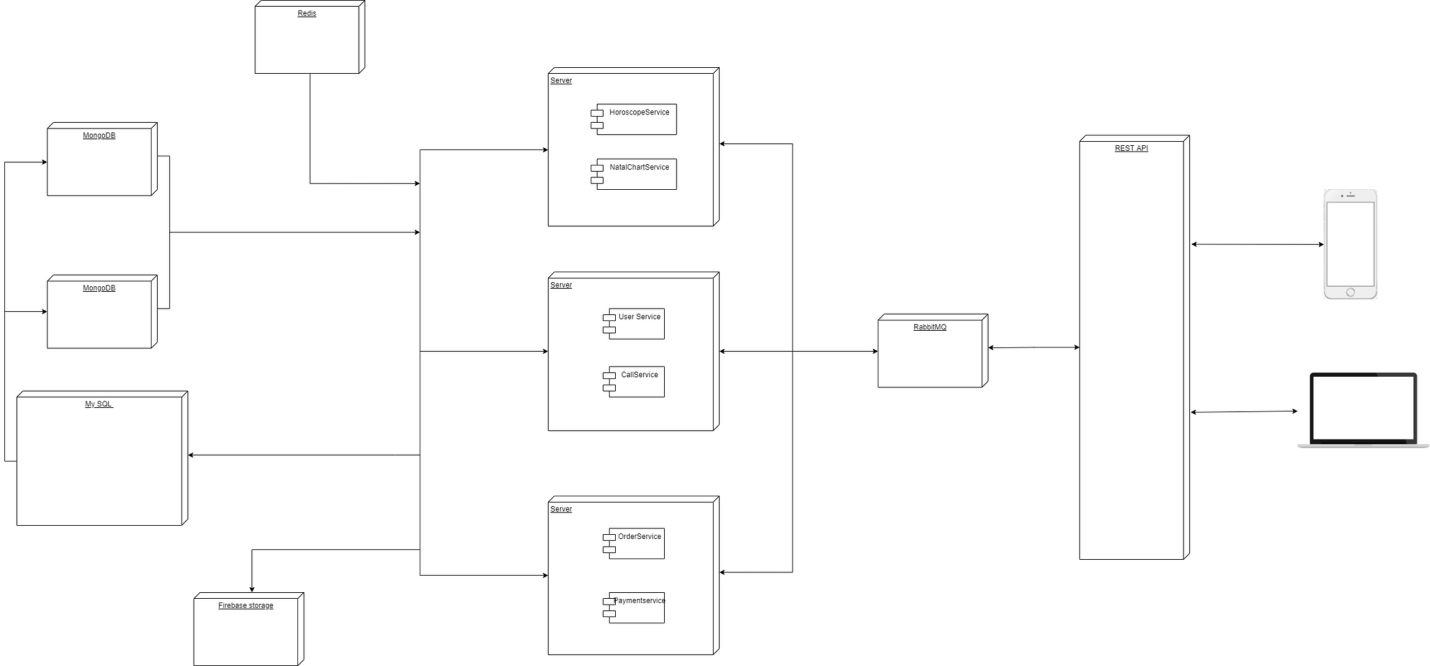 Redis
MongoDB
MongoDB
My SQL
Firebase storage
Server
HoroscopeService
NatalChartService
Server
User Service
CallService
Server
OrderService
Paymentservice
RabbitMQ
REST API